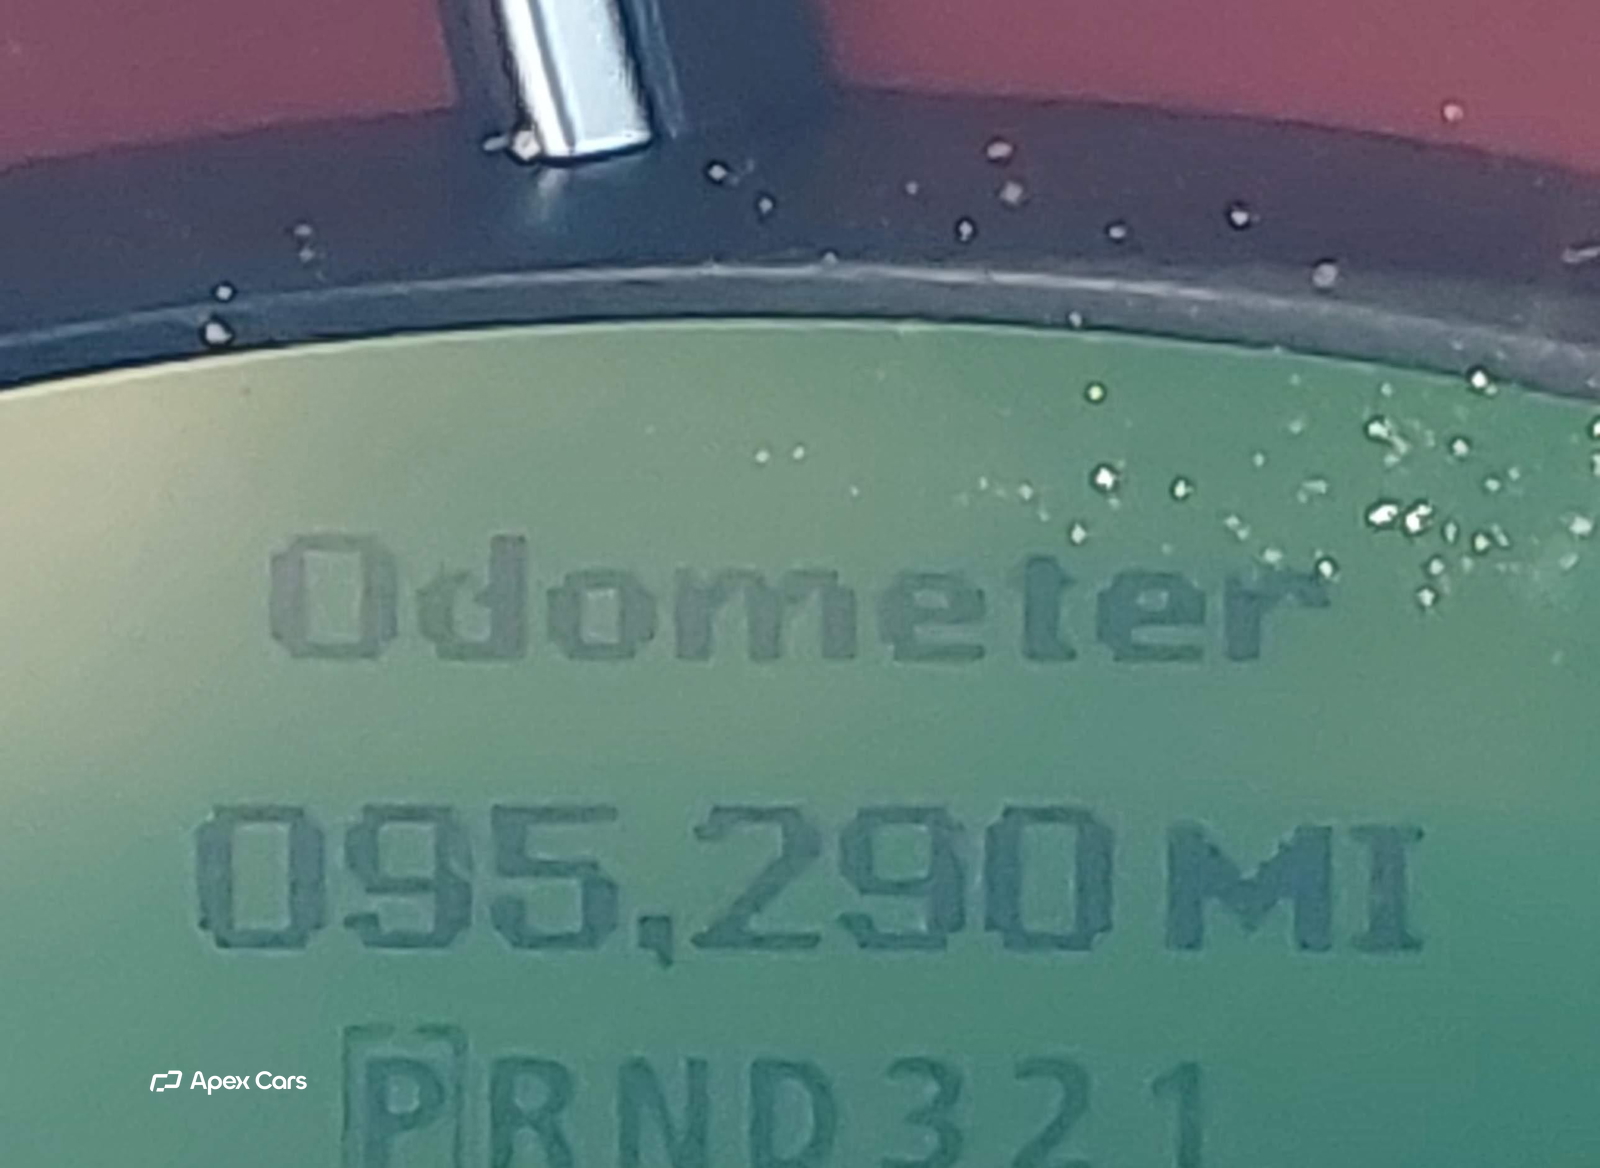 Odometer
095,290 MI
PRND321
Apex Cars